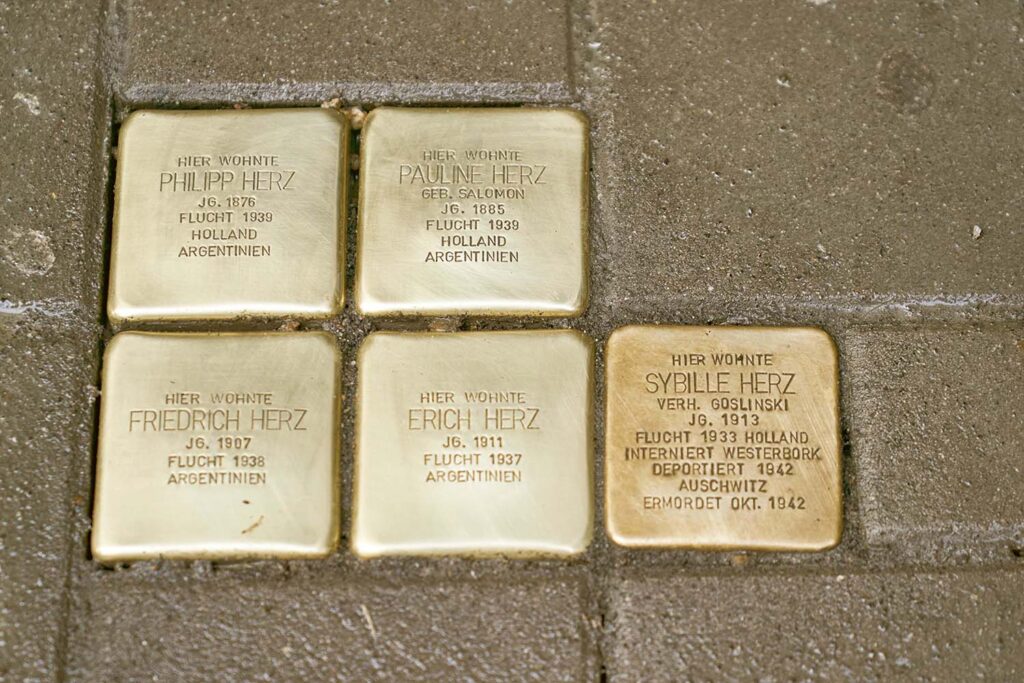 HIER WOHNTE
PHILIPP HERZ
JG. 1876
FLUCHT 1939
HOLLAND
ARGENTINIEN
HIER WOHNTE
PAULINE HERZ
GEB. SALOMON
JG. 1885
FLUCHT 1939
HOLLAND
ARGENTINIEN
HIER WOHNTE
FRIEDRICH HERZ
JG. 1907
FLUCHT 1938
ARGENTINIEN
HIER WOHNTE
ERICH HERZ
JG. 1911
FLUCHT 1937
ARGENTINIEN
HIER WOHNTE
SYBILLE HERZ
VERH. GOSLINSKI
JG. 1913
FLUCHT 1933 HOLLAND
INTERNIERT WESTERBORK
DEPORTIERT 1942
AUSCHWITZ
ERMORDET OKT. 1942